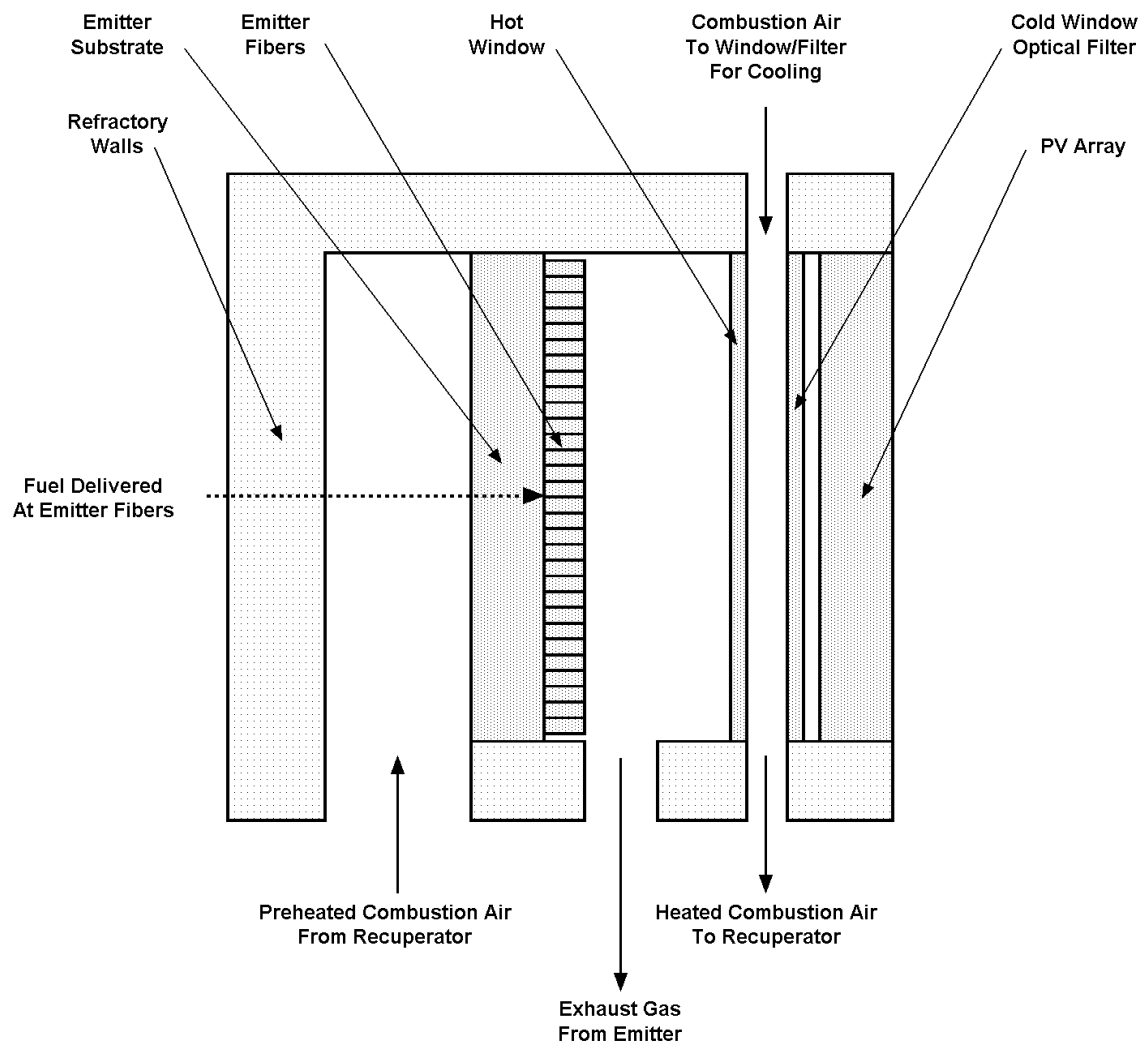 Emitter
Substrate
Emitter
Fibers
Hot
Window
Combustion Air
To Window/Filter
For Cooling
Cold Window
Optical Filter
Refractory
Walls
PV Array
Fuel Delivered
At Emitter Fibers
Preheated Combustion Air
From Recuperator
Heated Combustion Air
To Recuperator
Exhaust Gas
From Emitter